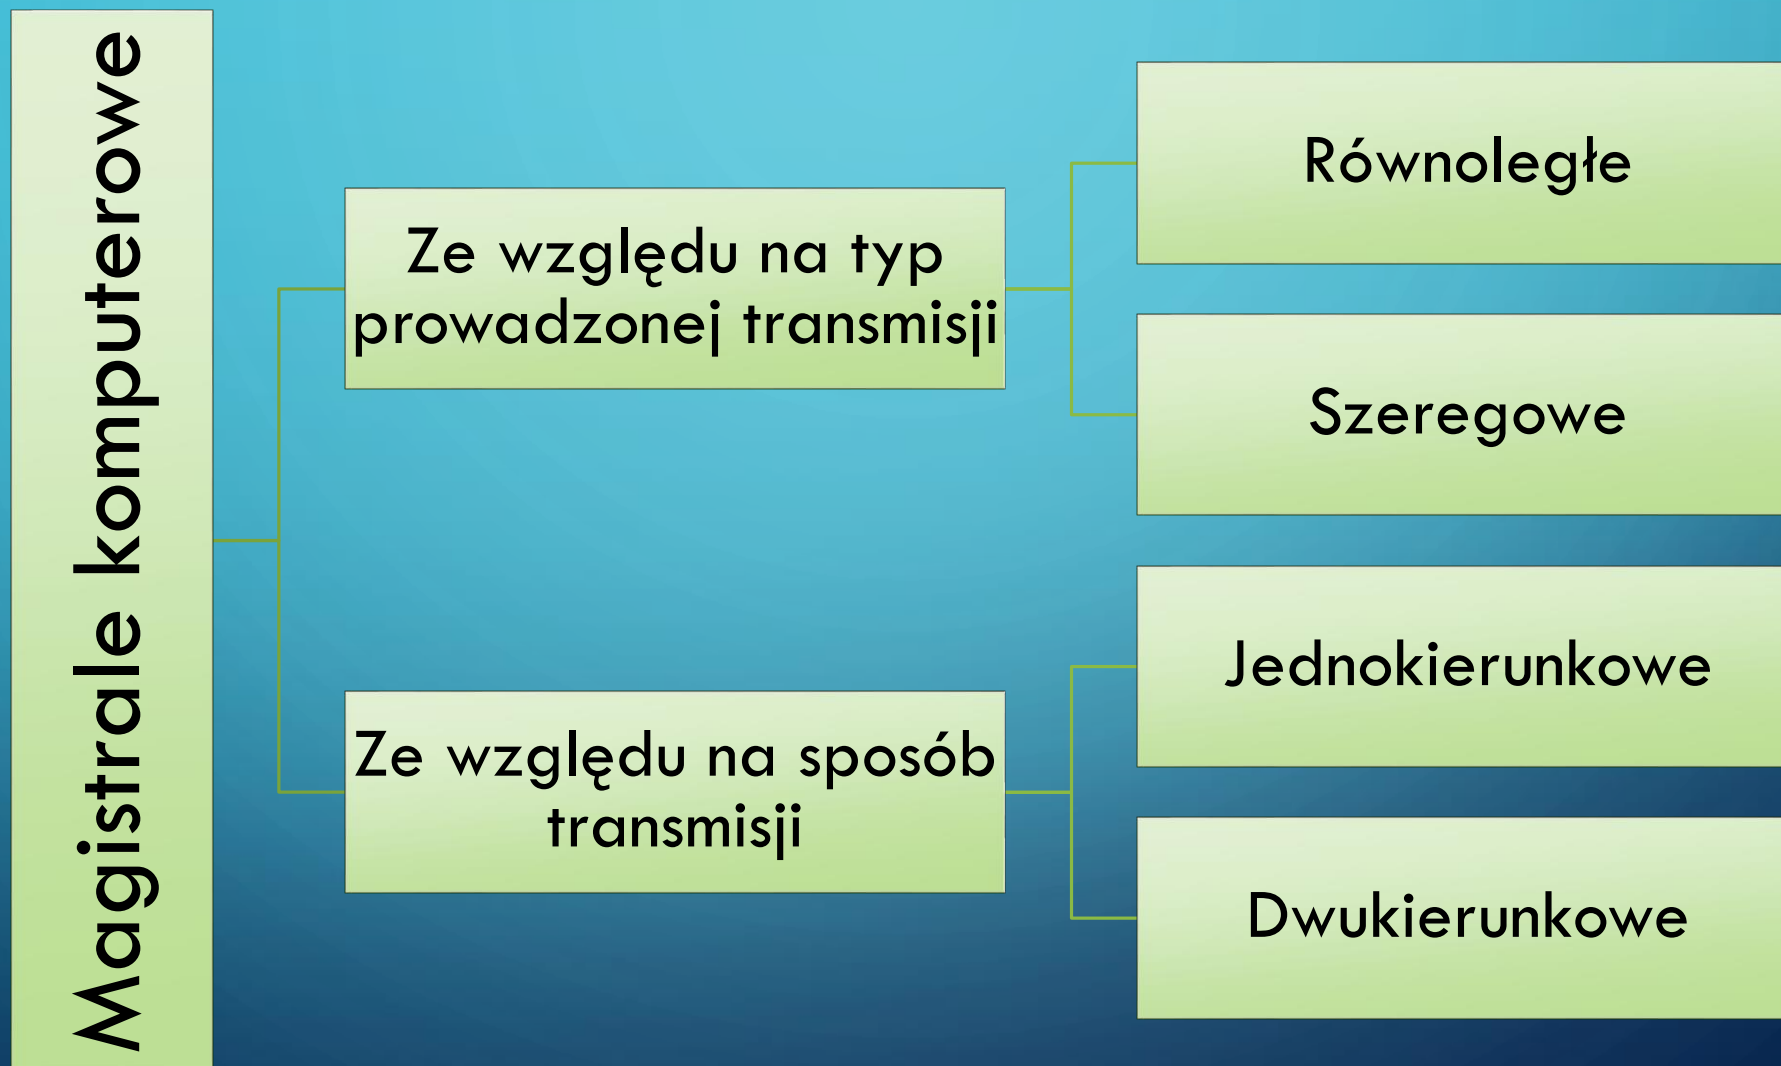 Magistrale komputerowe
Ze względu na typ
prowadzonej transmisji
Równoległe
Szeregowe
Ze względu na sposób
transmisji
Jednokierunkowe
Dwukierunkowe